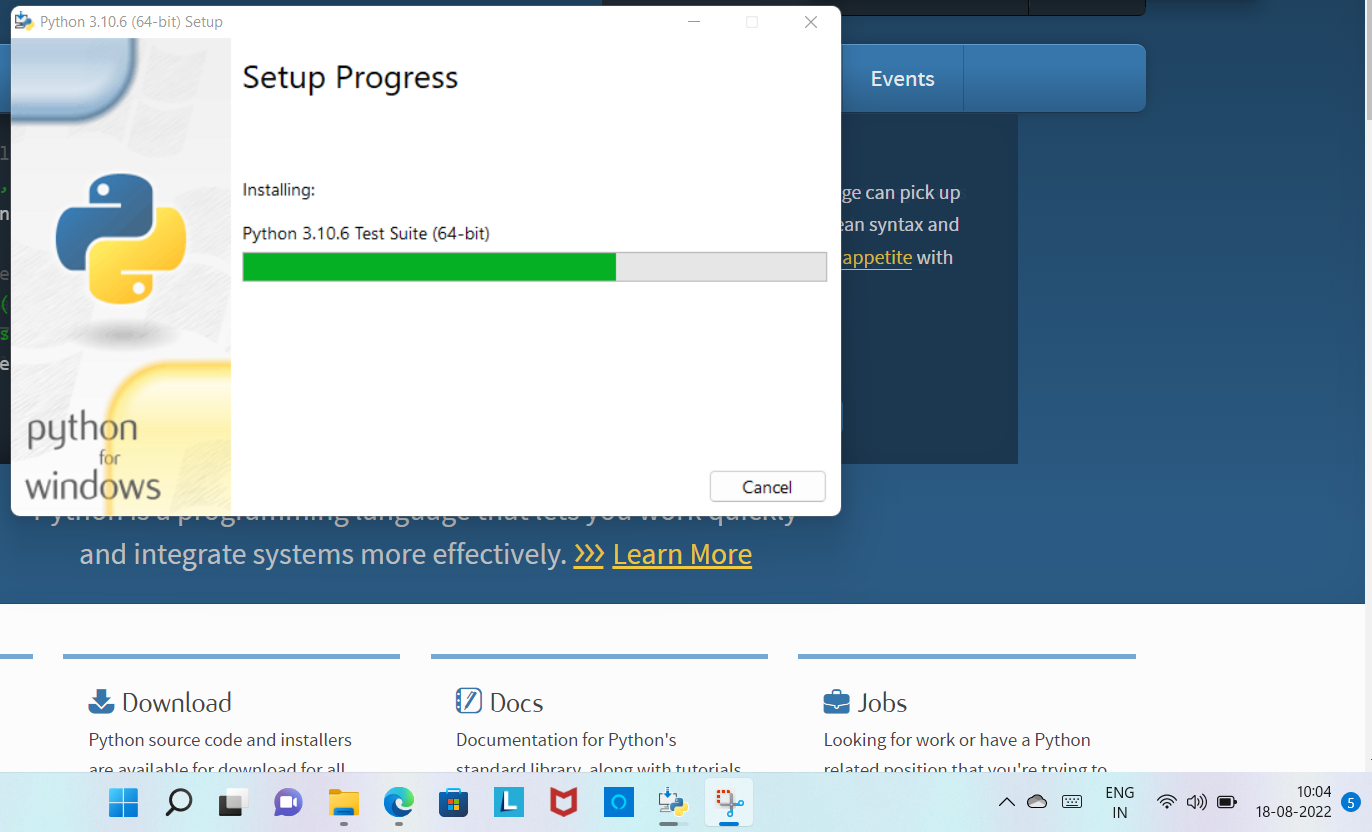 Python 3.10.6 (64-bit) Setup
Setup Progress
Installing:
Python 3.10.6 Test Suite (64-bit)
Cancel
python
for
windows
Events
ge can pick up
ean syntax and
appetite with
Python is a programming language that lets you work quickly
and integrate systems more effectively. >>> Learn More
Download
Python source code and installers
are available for download for all
Docs
Documentation for Python's
standard library, along with tutorials
Jobs
Looking for work or have a Python
related position that you're trying to
ENG
IN
10:04
18-08-2022
5